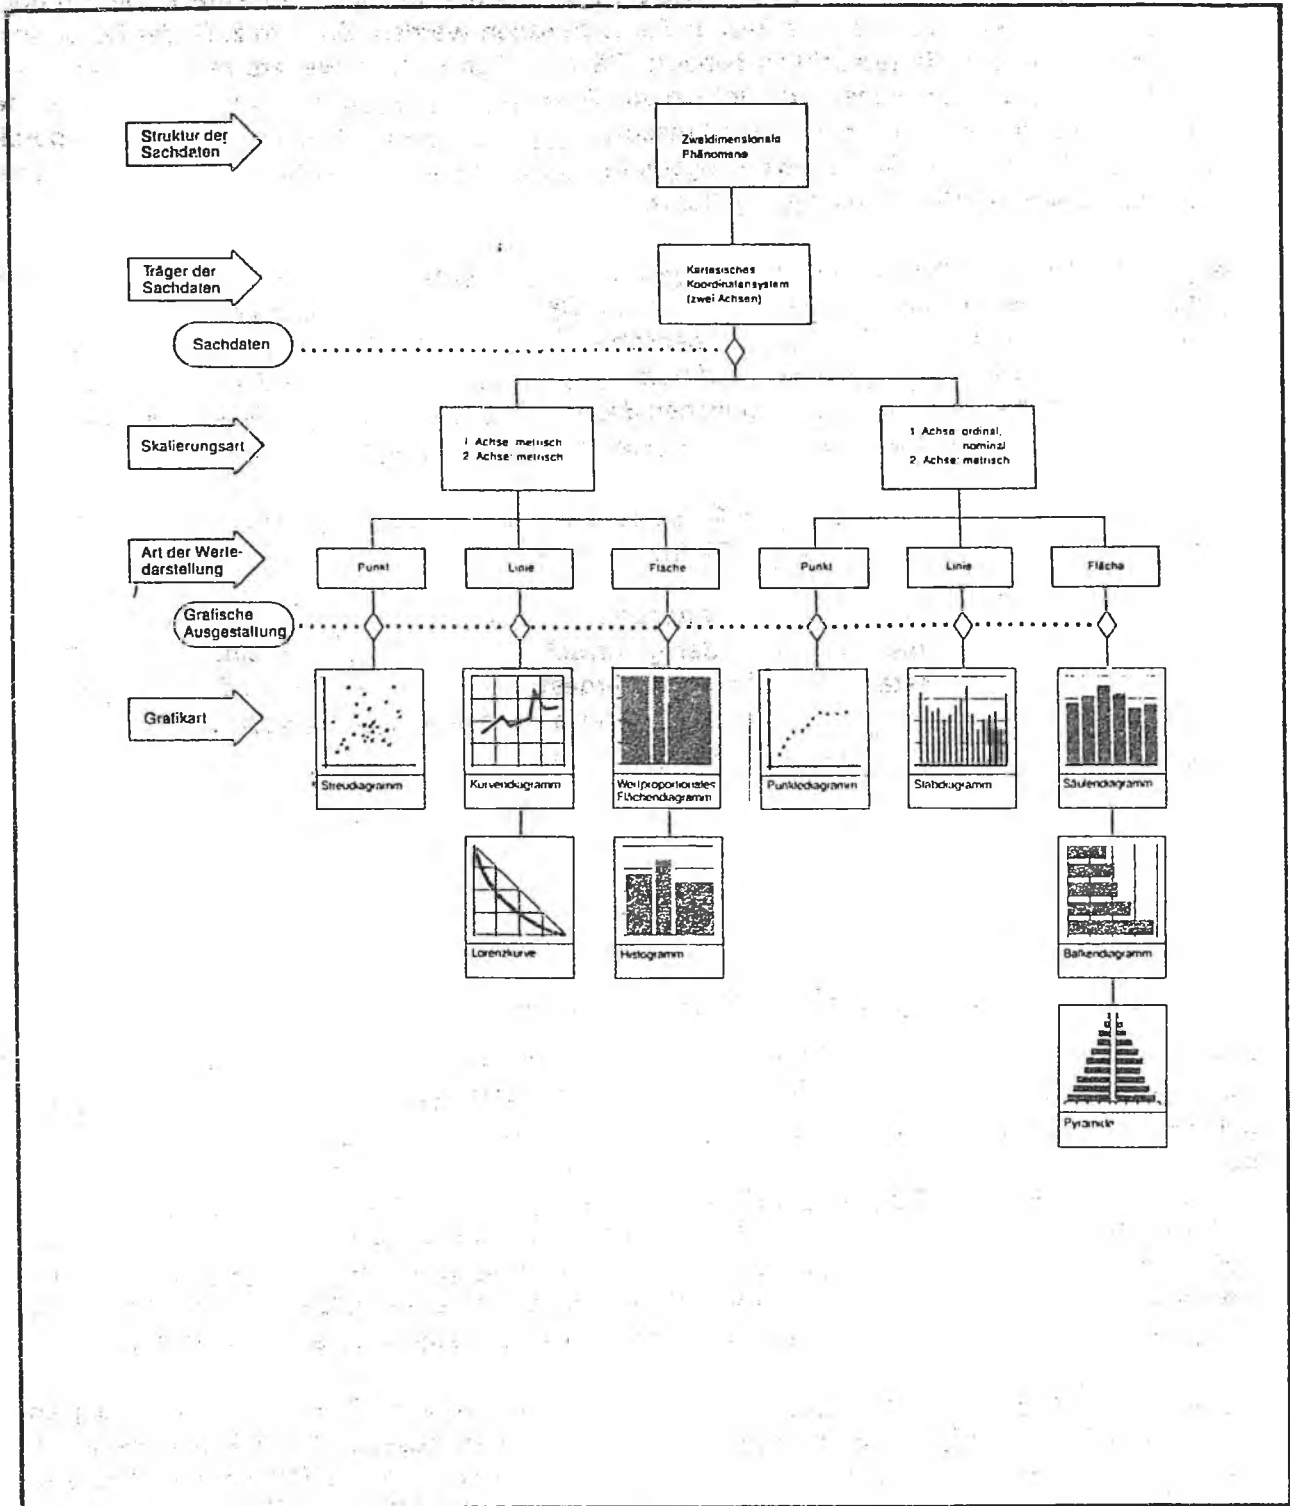 Struktur der
Sachdaten
Zweidimensionale
Phänomene
Träger der
Sachdaten
Kartesisches
Koordinatensystem
(zwei Achsen)
Sachdaten
Skalierungsart
1. Achse: metrisch
2. Achse: metrisch
1. Achse: ordinal,
nominal
2. Achse: metrisch
Art der Werte-
darstellung
Punkt
Linie
Fläche
Punkt
Linie
Fläche
Grafische
Ausgestaltung
Grafikart
Streudiagramm
Kurvendiagramm
Wertproportionales
Flächendiagramm
Punktediagramm
Stabdiagramm
Säulendiagramm
Lorenzkurve
Histogramm
Balkendiagramm
Pyramide